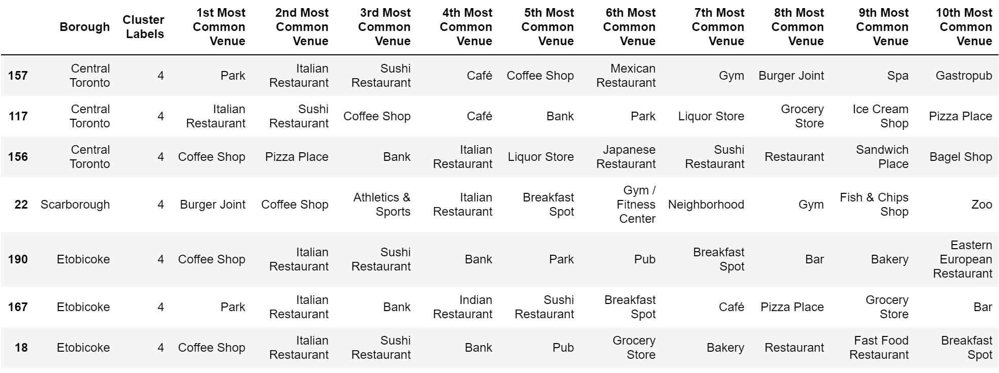 Borough Cluster Labels 1st Most Common Venue 2nd Most Common Venue 3rd Most Common Venue 4th Most Common Venue 5th Most Common Venue 6th Most Common Venue 7th Most Common Venue 8th Most Common Venue 9th Most Common Venue 10th Most Common Venue
157 Central Toronto 4 Park Italian Restaurant Sushi Restaurant Café Coffee Shop Mexican Restaurant Gym Burger Joint Spa Gastropub
117 Central Toronto 4 Italian Restaurant Sushi Restaurant Coffee Shop Café Bank Park Liquor Store Grocery Store Ice Cream Shop Pizza Place
156 Central Toronto 4 Coffee Shop Pizza Place Bank Italian Restaurant Liquor Store Japanese Restaurant Sushi Restaurant Restaurant Sandwich Place Bagel Shop
22 Scarborough 4 Burger Joint Coffee Shop Athletics & Sports Italian Restaurant Breakfast Spot Gym / Fitness Center Neighborhood Gym Fish & Chips Shop Zoo
190 Etobicoke 4 Coffee Shop Italian Restaurant Sushi Restaurant Bank Park Pub Breakfast Spot Bar Bakery Eastern European Restaurant
167 Etobicoke 4 Park Italian Restaurant Bank Indian Restaurant Sushi Restaurant Breakfast Spot Café Pizza Place Grocery Store Bar
18 Etobicoke 4 Coffee Shop Italian Restaurant Sushi Restaurant Bank Pub Grocery Store Bakery Restaurant Fast Food Restaurant Breakfast Spot